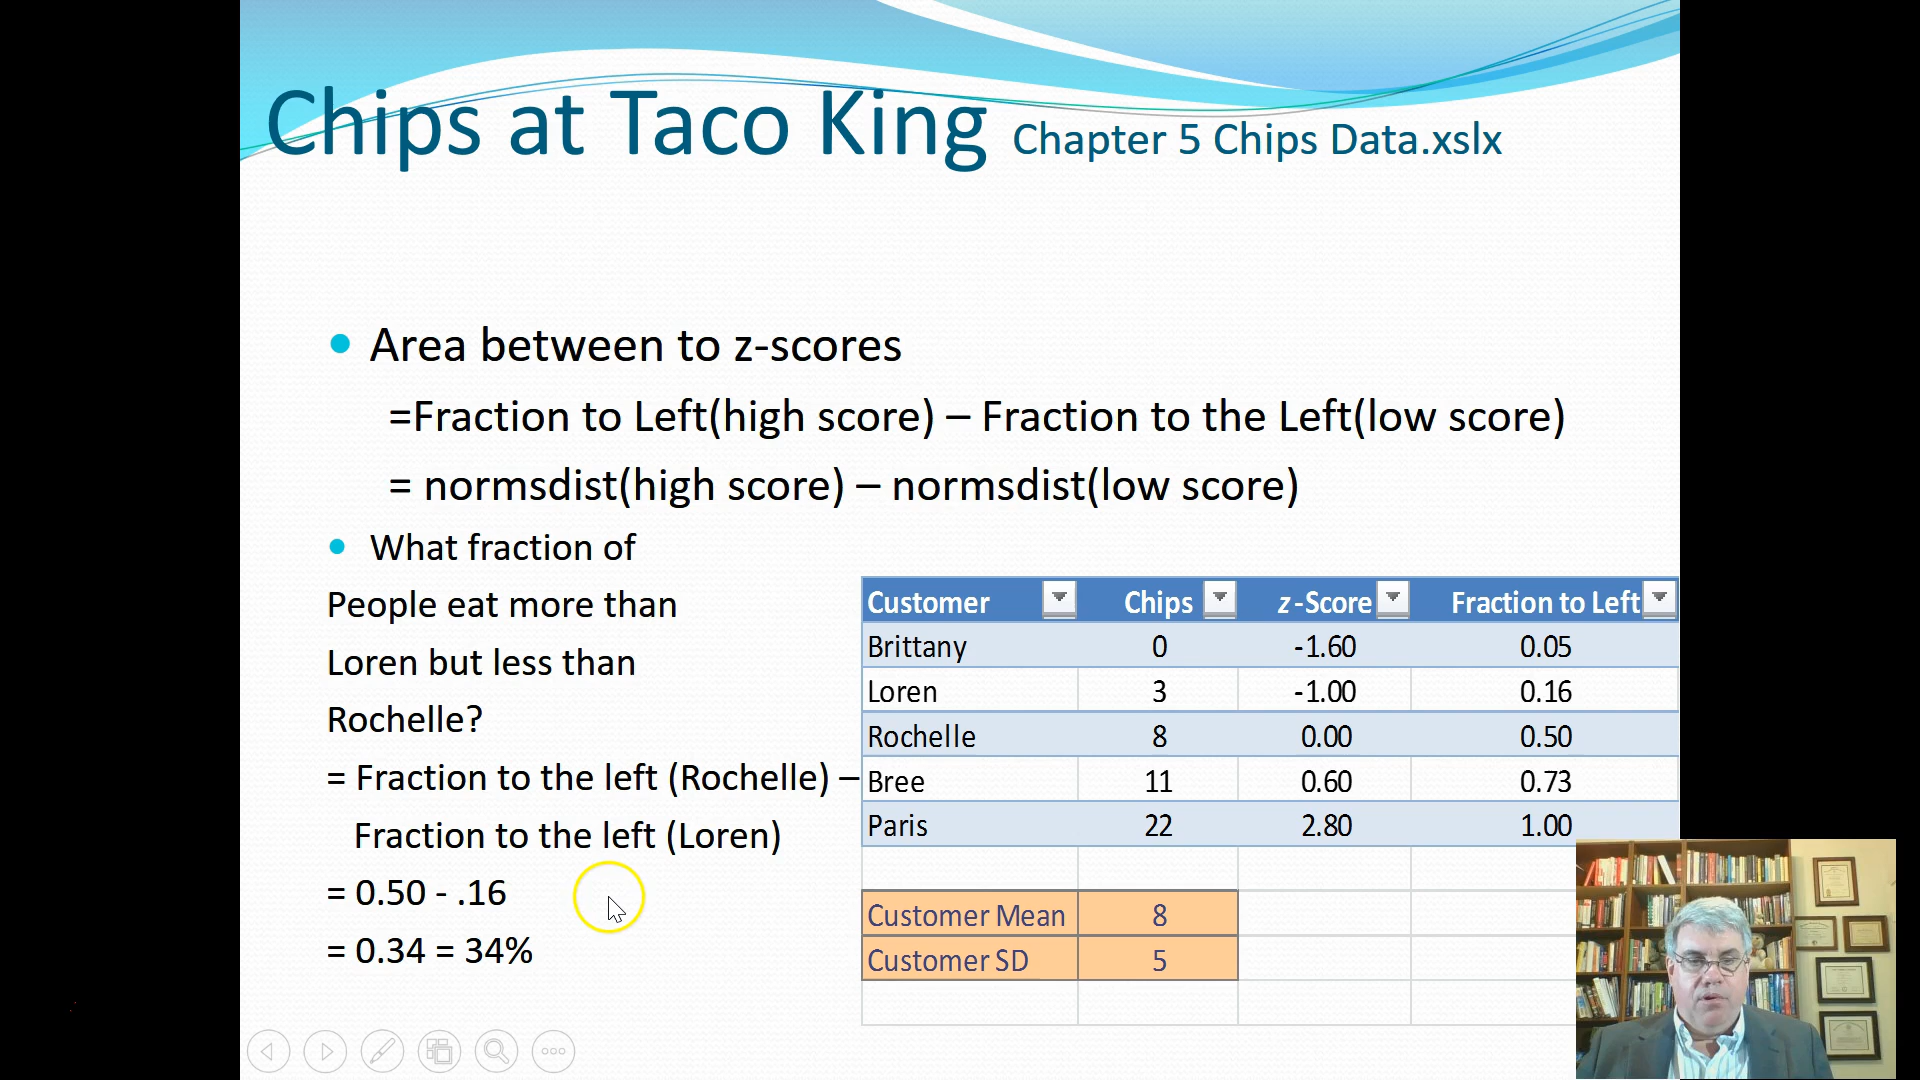 Chips at Taco King Chapter 5 Chips Data.xslx
Area between to z-scores
=Fraction to Left(high score) – Fraction to the Left(low score)
= normsdist(high score) – normsdist(low score)
What fraction of
People eat more than
Loren but less than
Rochelle?
= Fraction to the left (Rochelle) –
Fraction to the left (Loren)
= 0.50 - .16
= 0.34 = 34%
Customer Chips z-Score Fraction to Left
Brittany 0 -1.60 0.05
Loren 3 -1.00 0.16
Rochelle 8 0.00 0.50
Bree 11 0.60 0.73
Paris 22 2.80 1.00
Customer Mean 8
Customer SD 5